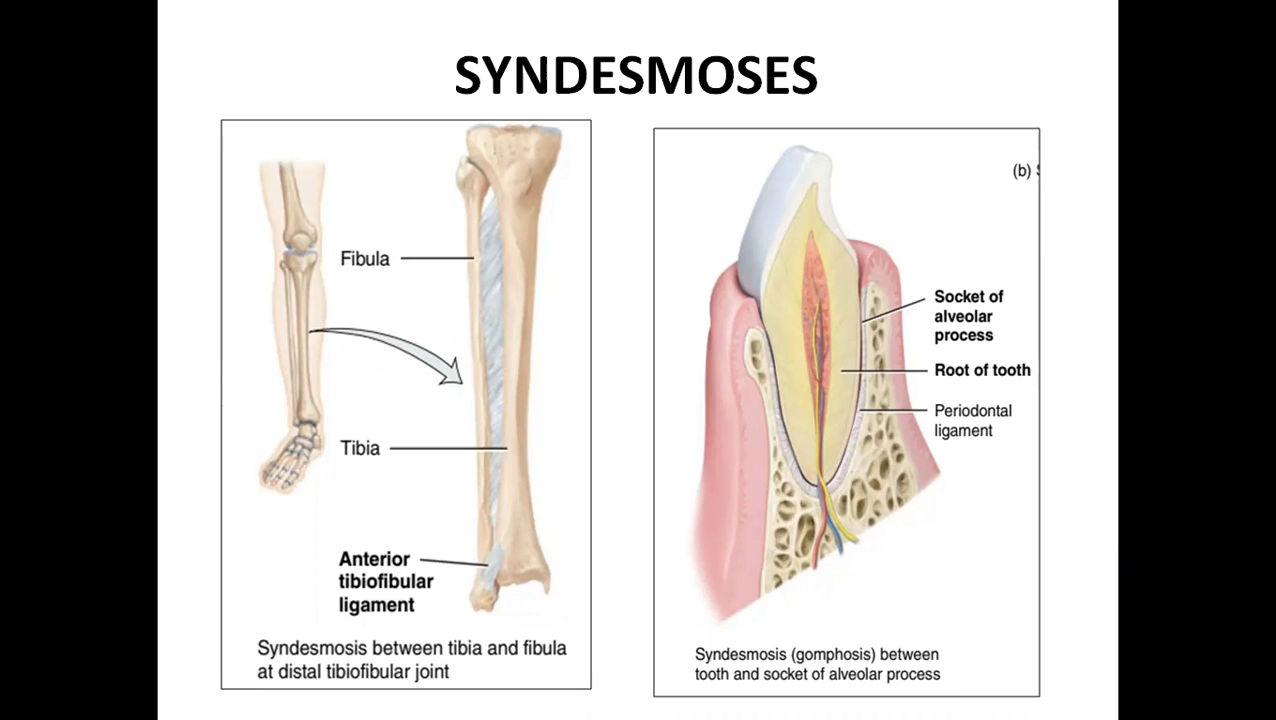 SYNDESMOSES
Fibula
Tibia
Anterior
tibiofibular
ligament
Syndesmosis between tibia and fibula
at distal tibiofibular joint
(b)
Socket of
alveolar
process
Root of tooth
Periodontal
ligament
Syndesmosis (gomphosis) between
tooth and socket of alveolar process